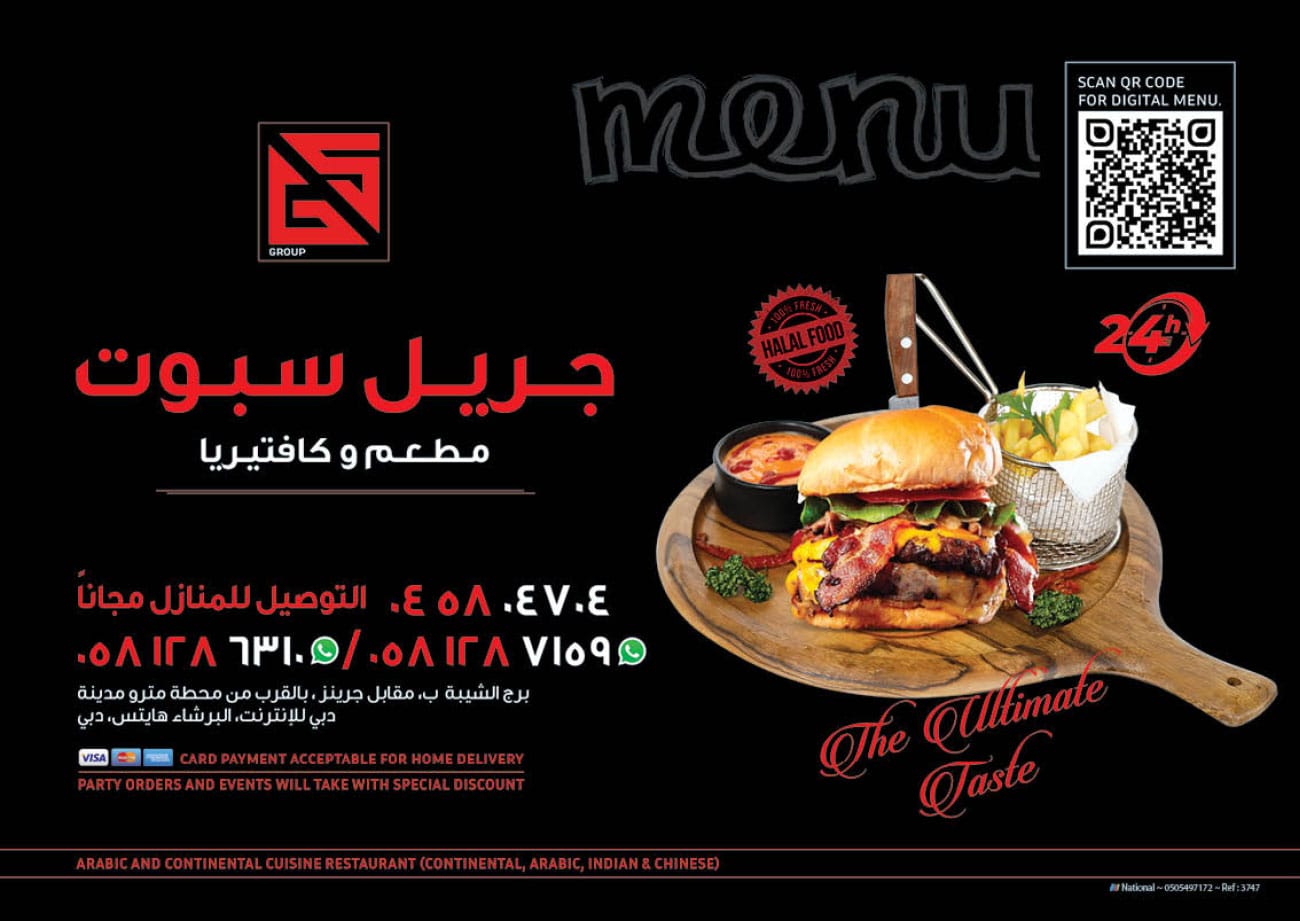 menu
SCAN QR CODE
FOR DIGITAL MENU.
GS
GROUP
جريل سبوت
مطعم و كافتيريا
100% FRESH
HALAL FOOD
100% FRESH
24h
التوصيل للمنازل مجاناً ٠٤ ٥٨ ٠٤٧٠٤
٠٥٨ ١٢٨ ٦٣١٠ / ٠٥٨ ١٢٨ ٧١٥٩
برج الشيبة ب، مقابل جرينز، بالقرب من محطة مترو مدينة
دبي للإنترنت، البرشاء هايتس، دبي
VISA CARD PAYMENT ACCEPTABLE FOR HOME DELIVERY
PARTY ORDERS AND EVENTS WILL TAKE WITH SPECIAL DISCOUNT
The Ultimate
Taste
ARABIC AND CONTINENTAL CUISINE RESTAURANT (CONTINENTAL, ARABIC, INDIAN & CHINESE)
National ~ 0505497172 ~ Ref : 3747